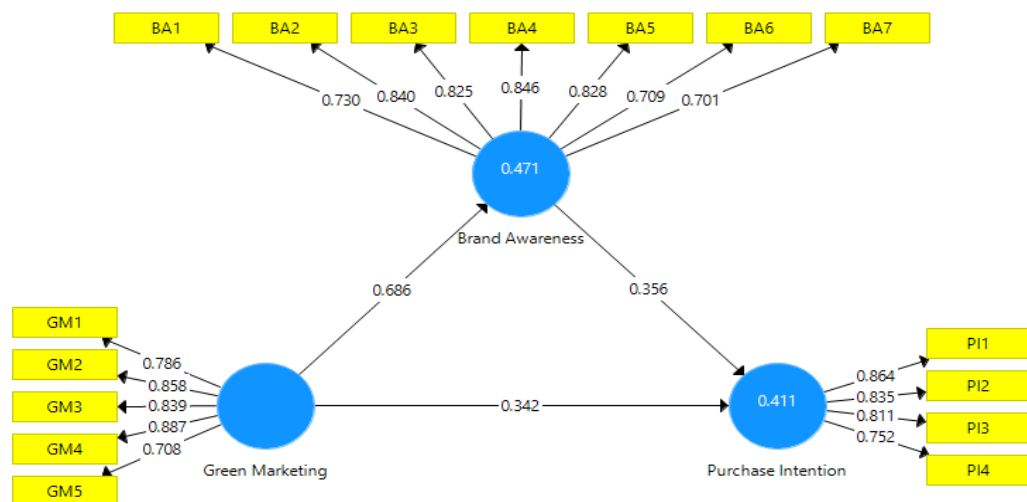 BA1 BA2 BA3 BA4 BA5 BA6 BA7
0.730 0.840 0.825 0.846 0.828 0.709 0.701
0.471
Brand Awareness
0.686 0.356
GM1
GM2
GM3
GM4
GM5
0.786
0.858
0.839
0.887
0.708
Green Marketing
0.342
0.411
Purchase Intention
0.864
0.835
0.811
0.752
PI1
PI2
PI3
PI4